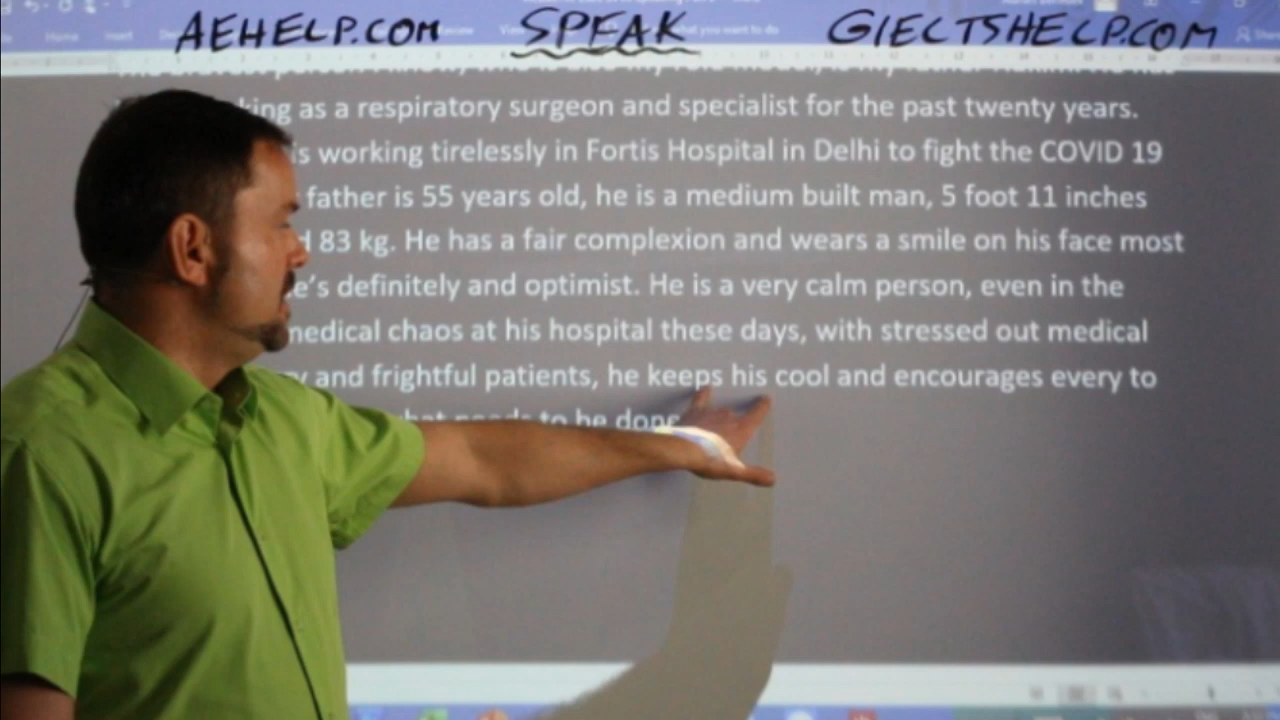 AEHELP.COM SPEAK GIELTSHELP.COM
as a respiratory surgeon and specialist for the past twenty years.
is working tirelessly in Fortis Hospital in Delhi to fight the COVID 19
father is 55 years old, he is a medium built man, 5 foot 11 inches
83 kg. He has a fair complexion and wears a smile on his face most
definitely and optimist. He is a very calm person, even in the
medical chaos at his hospital these days, with stressed out medical
and frightful patients, he keeps his cool and encourages every to
needs to be done